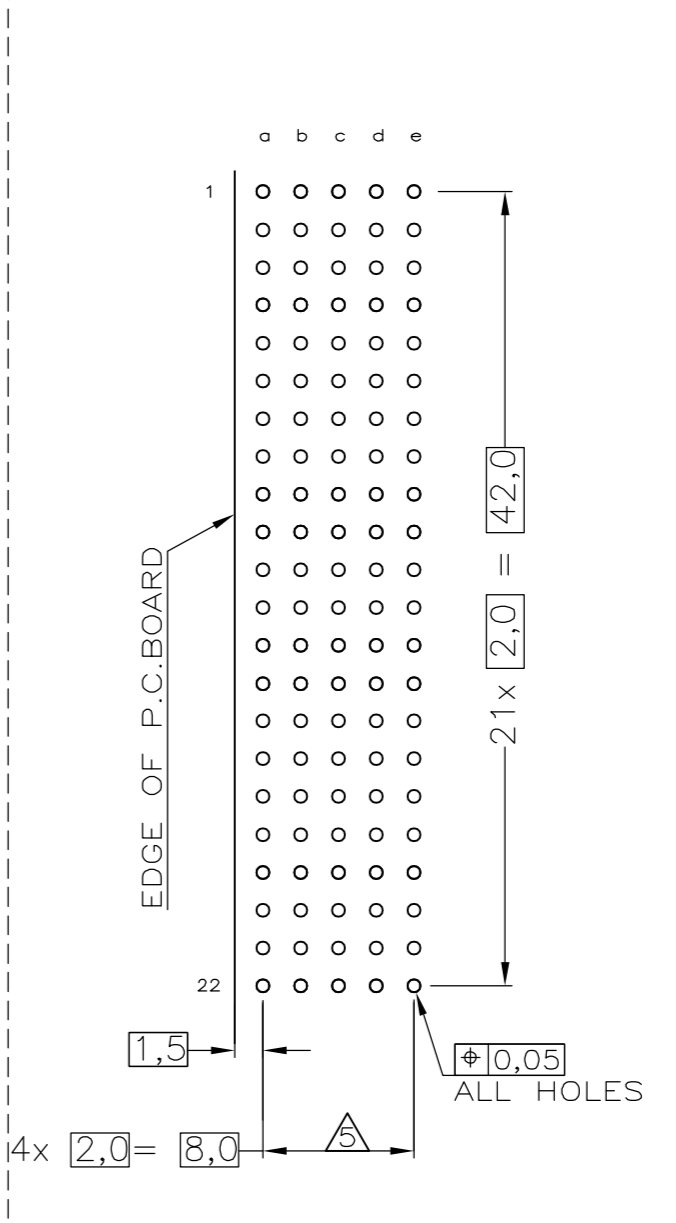 a b c d e
1
42,0
=
2,0
21x
EDGE OF P.C.BOARD
22
1,5
⌖ 0,05
ALL HOLES
4x 2,0= 8,0
5